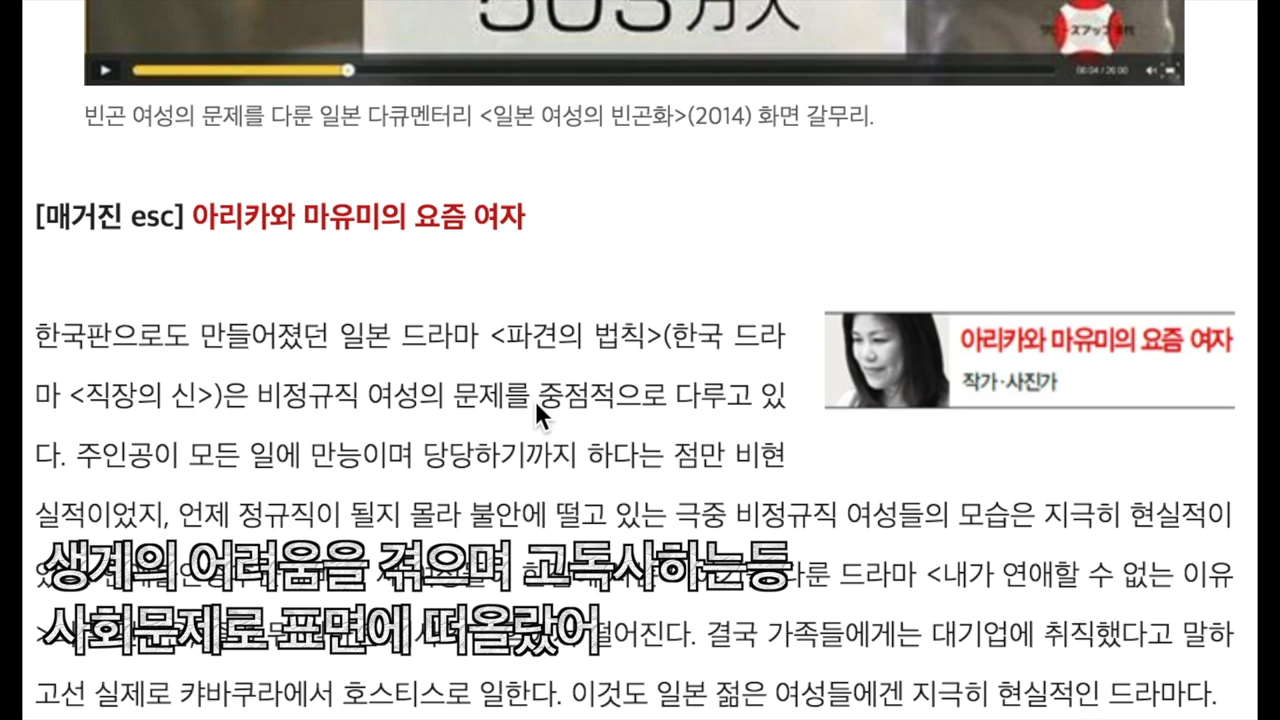 503万人
빈곤 여성의 문제를 다룬 일본 다큐멘터리 <일본 여성의 빈곤화>(2014) 화면 갈무리.
[매거진 esc] 아리카와 마유미의 요즘 여자
아리카와 마유미의 요즘 여자
작가·사진가
한국판으로도 만들어졌던 일본 드라마 <파견의 법칙>(한국 드라
마 <직장의 신>)은 비정규직 여성의 문제를 중점적으로 다루고 있
다. 주인공이 모든 일에 만능이며 당당하기까지 하다는 점만 비현
실적이었지, 언제 정규직이 될지 몰라 불안에 떨고 있는 극중 비정규직 여성들의 모습은 지극히 현실적이
생계의 어려움을 겪으며 고독사하는등
다룬 드라마 <내가 연애할 수 없는 이유
사회문제로 표면에 떠올랐어
떨어진다. 결국 가족들에게는 대기업에 취직했다고 말하
고선 실제로 캬바쿠라에서 호스티스로 일한다. 이것도 일본 젊은 여성들에겐 지극히 현실적인 드라마다.